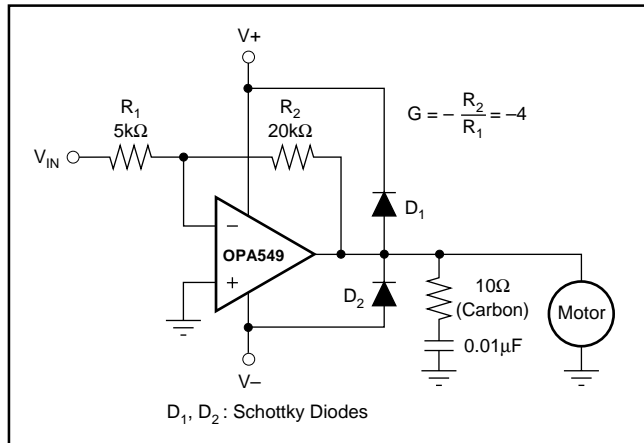 V+
R1
5kΩ
R2
20kΩ
G = – R2/R1 = –4
VIN
D1
–
OPA549
+
D2
10Ω
(Carbon)
Motor
0.01µF
V–
D1, D2 : Schottky Diodes